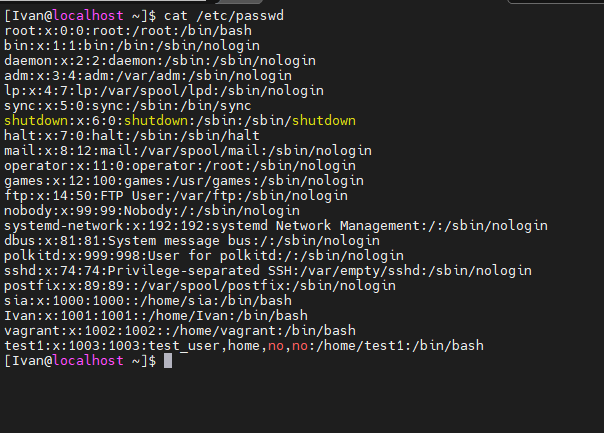 [Ivan@localhost ~]$ cat /etc/passwd
root:x:0:0:root:/root:/bin/bash
bin:x:1:1:bin:/bin:/sbin/nologin
daemon:x:2:2:daemon:/sbin:/sbin/nologin
adm:x:3:4:adm:/var/adm:/sbin/nologin
lp:x:4:7:lp:/var/spool/lpd:/sbin/nologin
sync:x:5:0:sync:/sbin:/bin/sync
shutdown:x:6:0:shutdown:/sbin:/sbin/shutdown
halt:x:7:0:halt:/sbin:/sbin/halt
mail:x:8:12:mail:/var/spool/mail:/sbin/nologin
operator:x:11:0:operator:/root:/sbin/nologin
games:x:12:100:games:/usr/games:/sbin/nologin
ftp:x:14:50:FTP User:/var/ftp:/sbin/nologin
nobody:x:99:99:Nobody:/:/sbin/nologin
systemd-network:x:192:192:systemd Network Management:/:/sbin/nologin
dbus:x:81:81:System message bus:/:/sbin/nologin
polkitd:x:999:998:User for polkitd:/:/sbin/nologin
sshd:x:74:74:Privilege-separated SSH:/var/empty/sshd:/sbin/nologin
postfix:x:89:89::/var/spool/postfix:/sbin/nologin
sia:x:1000:1000::/home/sia:/bin/bash
Ivan:x:1001:1001::/home/Ivan:/bin/bash
vagrant:x:1002:1002::/home/vagrant:/bin/bash
test1:x:1003:1003:test_user,home,no,no:/home/test1:/bin/bash
[Ivan@localhost ~]$